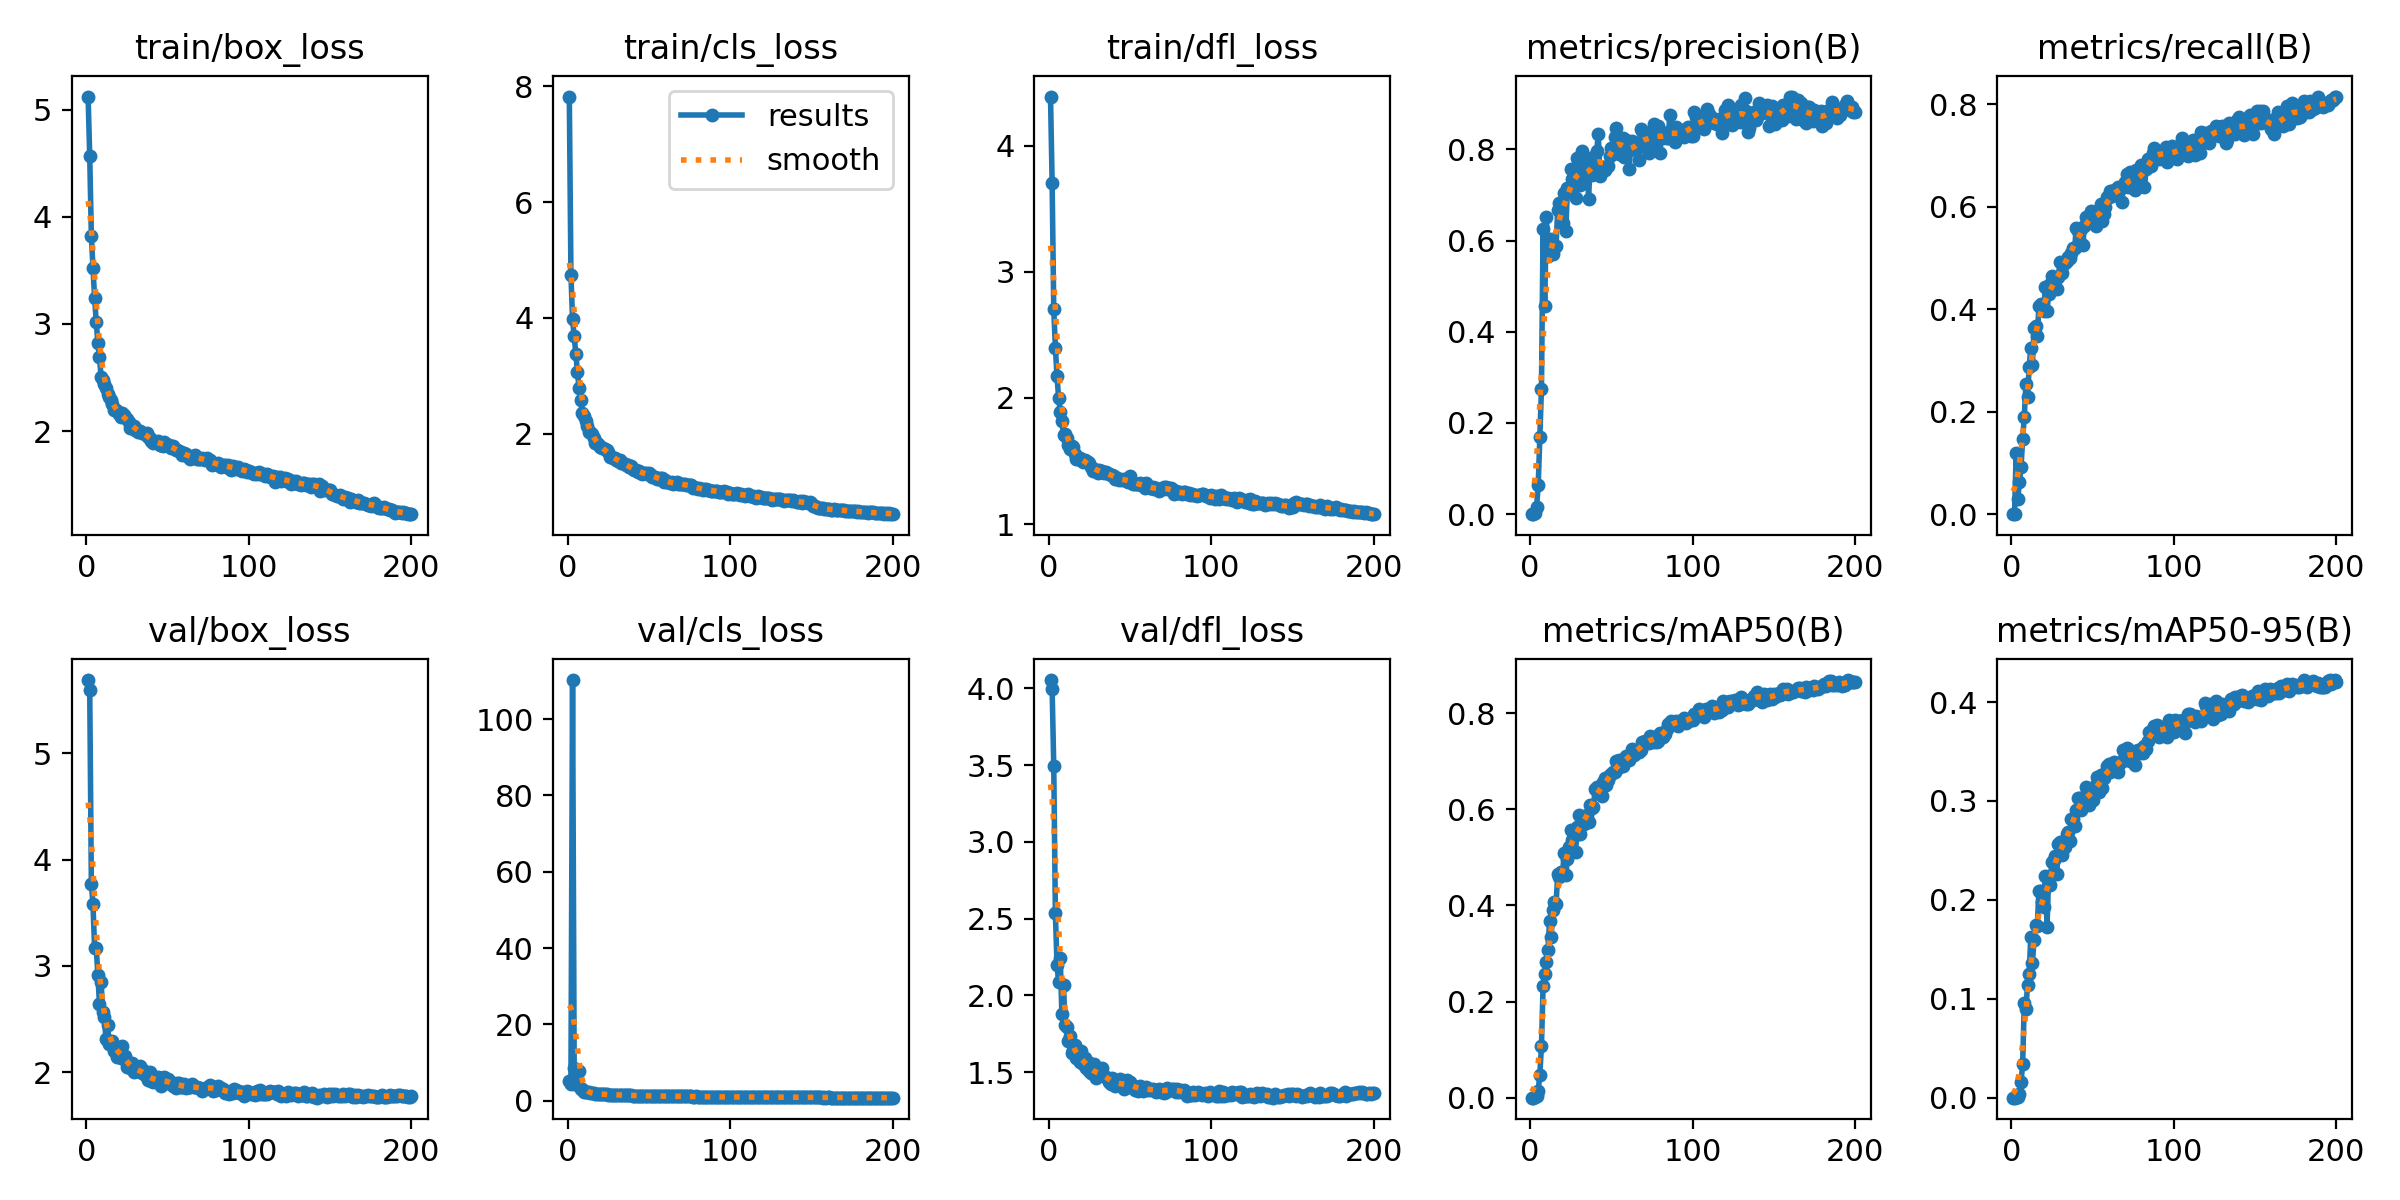 train/box_loss
5
4
3
2
0 100 200
train/cls_loss
8
6
4
2
results
smooth
0 100 200
train/dfl_loss
4
3
2
1
0 100 200
metrics/precision(B)
0.8
0.6
0.4
0.2
0.0
0 100 200
metrics/recall(B)
0.8
0.6
0.4
0.2
0.0
0 100 200
val/box_loss
5
4
3
2
0 100 200
val/cls_loss
100
80
60
40
20
0
0 100 200
val/dfl_loss
4.0
3.5
3.0
2.5
2.0
1.5
0 100 200
metrics/mAP50(B)
0.8
0.6
0.4
0.2
0.0
0 100 200
metrics/mAP50-95(B)
0.4
0.3
0.2
0.1
0.0
0 100 200